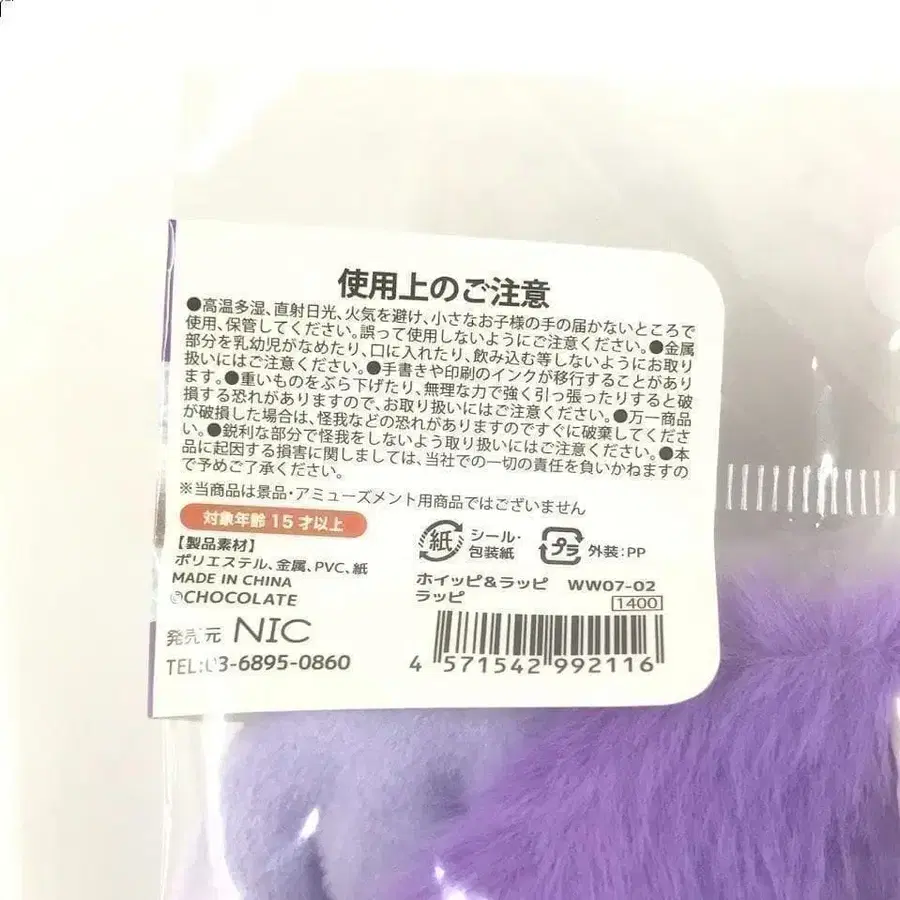 使用上のご注意
●高温多湿、直射日光、火気を避け、小さなお子様の手の届かないところで
使用、保管してください。誤って使用しないようにご注意ください。●金属
部分を乳幼児がなめたり、口に入れたり、飲み込む等しないようにお取り
扱いにはご注意ください。●手書きや印刷のインクが移行することがあり
ます。●重いものをぶら下げたり、無理な力で強く引っ張ったりすると破
損する恐れがありますので、お取り扱いにはご注意ください。●万一商品
が破損した場合は、怪我などの恐れがありますのですぐに破棄してくださ
い。●鋭利な部分で怪我をしないよう取り扱いにはご注意ください。●本
品に起因する損害に関しましては、当社での一切の責任を負いかねますの
で予めご了承ください。
※当商品は景品・アミューズメント用商品ではございません
対象年齢 15才以上
【製品素材】
ポリエステル、金属、PVC、紙
MADE IN CHINA
©CHOCOLATE
発売元 NIC
TEL:03-6895-0860
紙 シール・
包装紙
プラ 外装:PP
ホイッピ&ラッピ WW07-02
ラッピ 1400
4 571542 992116